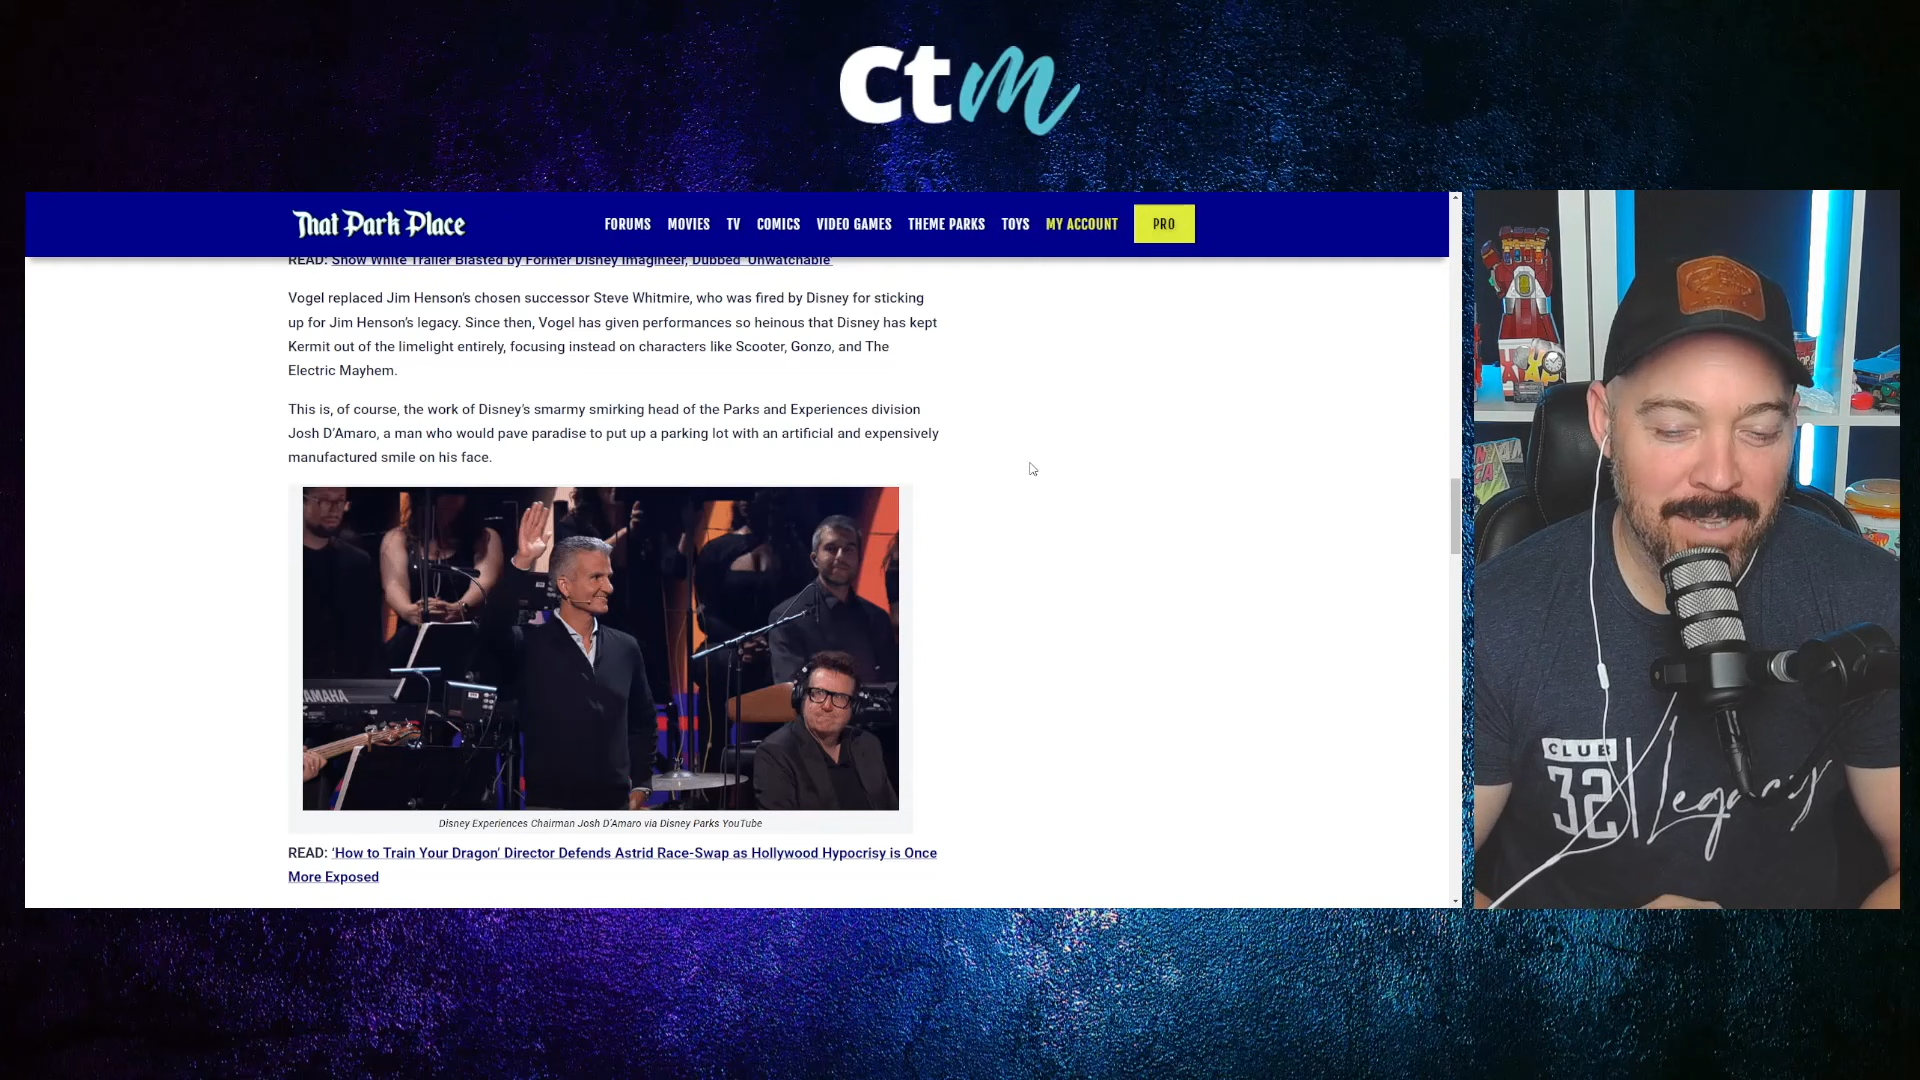 ctm
That Park Place
FORUMS MOVIES TV COMICS VIDEO GAMES THEME PARKS TOYS MY ACCOUNT PRO
READ: Snow White Trailer Blasted by Former Disney Imagineer, Dubbed ‘Unwatchable’
Vogel replaced Jim Henson’s chosen successor Steve Whitmire, who was fired by Disney for sticking
up for Jim Henson’s legacy. Since then, Vogel has given performances so heinous that Disney has kept
Kermit out of the limelight entirely, focusing instead on characters like Scooter, Gonzo, and The
Electric Mayhem.
This is, of course, the work of Disney’s smarmy smirking head of the Parks and Experiences division
Josh D’Amaro, a man who would pave paradise to put up a parking lot with an artificial and expensively
manufactured smile on his face.
AMAHA
Disney Experiences Chairman Josh D’Amaro via Disney Parks YouTube
READ: ‘How to Train Your Dragon’ Director Defends Astrid Race-Swap as Hollywood Hypocrisy is Once
More Exposed
CLUB
32
Legacy